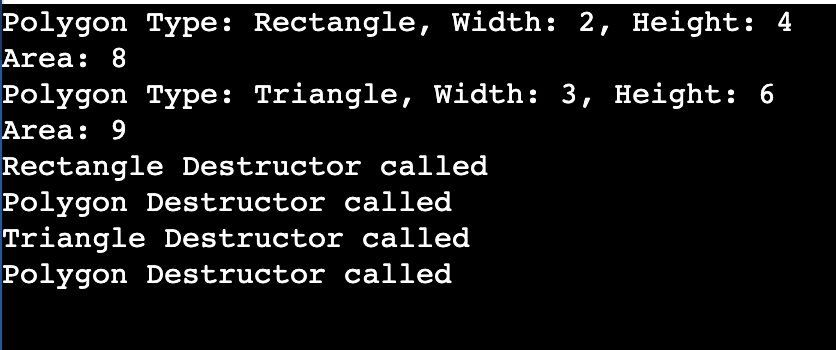 Polygon Type: Rectangle, Width: 2, Height: 4
Area: 8
Polygon Type: Triangle, Width: 3, Height: 6
Area: 9
Rectangle Destructor called
Polygon Destructor called
Triangle Destructor called
Polygon Destructor called